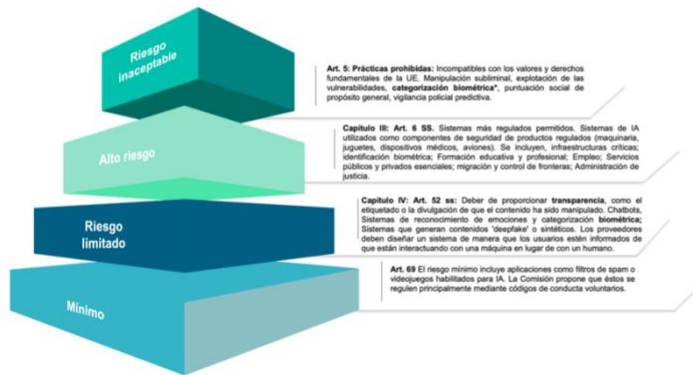 Riesgo
inaceptable
Art. 5: Prácticas prohibidas: Incompatibles con los valores y derechos
fundamentales de la UE. Manipulación subliminal, explotación de las
vulnerabilidades, categorización biométrica*, puntuación social de
propósito general, vigilancia policial predictiva.
Alto riesgo
Capítulo III: Art. 6 SS. Sistemas más regulados permitidos. Sistemas de IA
utilizados como componentes de seguridad de productos regulados (maquinaria,
juguetes, dispositivos médicos, aviones). Se incluyen, infraestructuras críticas;
identificación biométrica; Formación educativa y profesional; Empleo; Servicios
públicos y privados esenciales; migración y control de fronteras; Administración de
justicia.
Riesgo
limitado
Capítulo IV: Art. 52 ss: Deber de proporcionar transparencia, como el
etiquetado o la divulgación de que el contenido ha sido manipulado. Chatbots,
Sistemas de reconocimiento de emociones y categorización biométrica;
Sistemas que generan contenidos 'deepfake' o sintéticos. Los proveedores
deben diseñar un sistema de manera que los usuarios estén informados de
que están interactuando con una máquina en lugar de con un humano.
Mínimo
Art. 69 El riesgo mínimo incluye aplicaciones como filtros de spam o
videojuegos habilitados para IA. La Comisión propone que éstos se
regulen principalmente mediante códigos de conducta voluntarios.